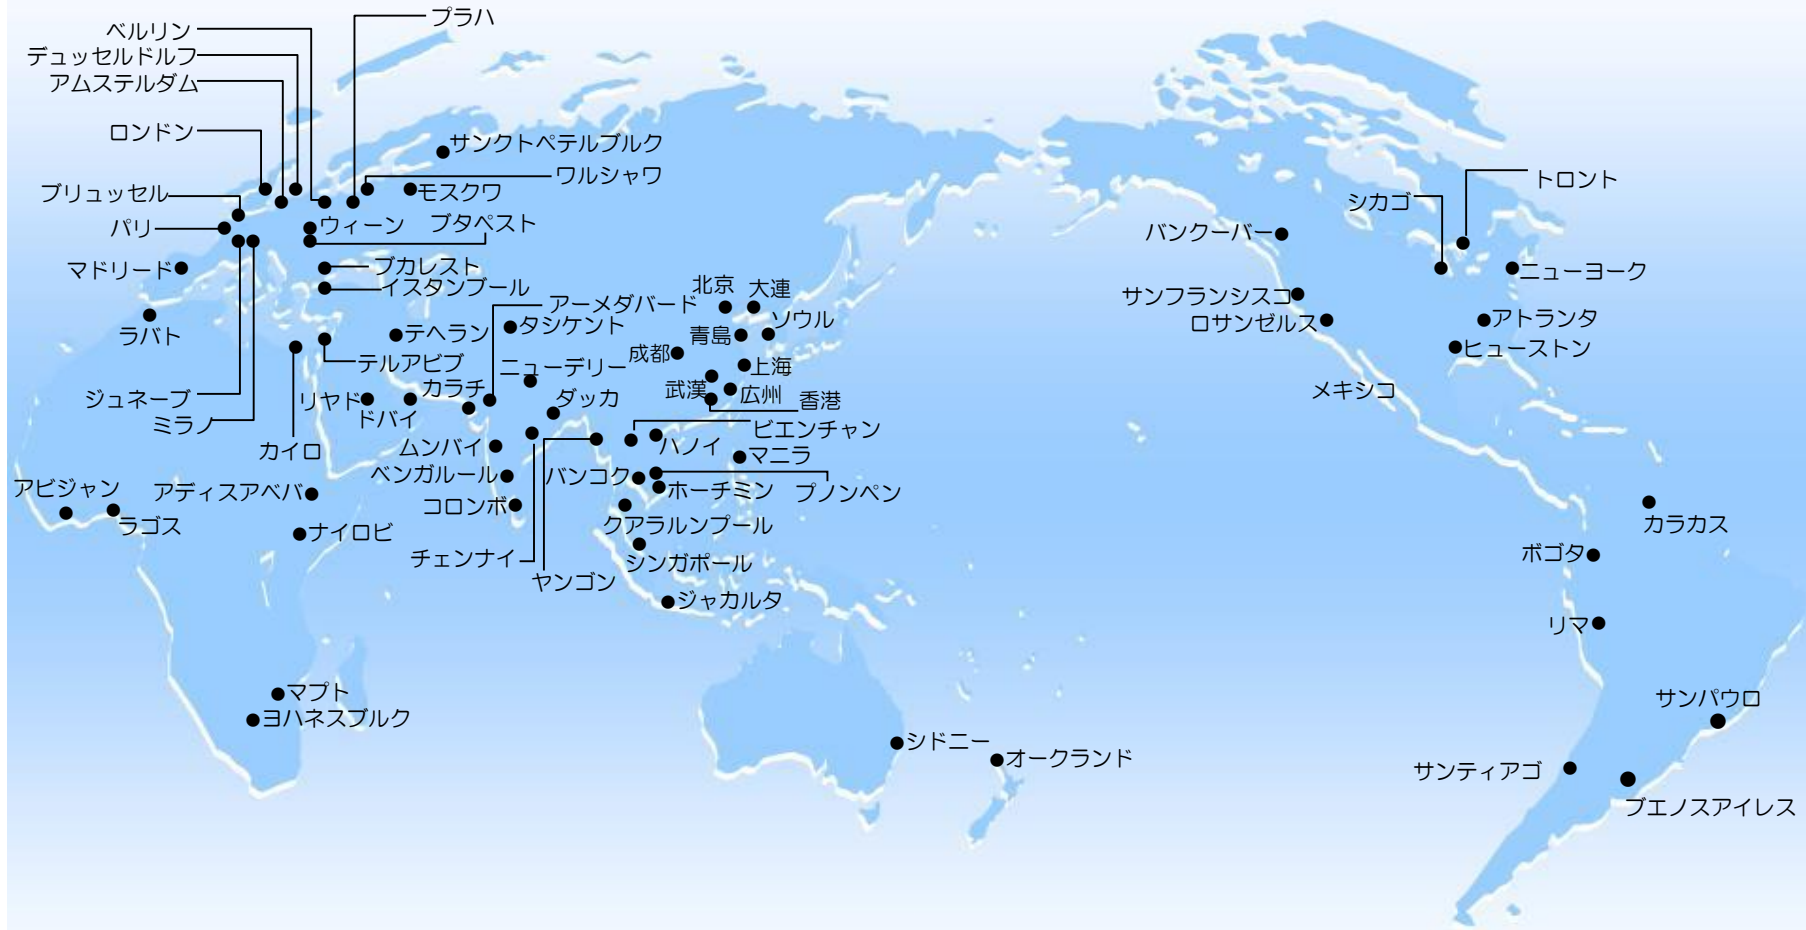 プラハ
ベルリン
デュッセルドルフ
アムステルダム
ロンドン
サンクトペテルブルク
ワルシャワ
モスクワ
ブリュッセル
パリ
ウィーン
ブタペスト
マドリード
ブカレスト
イスタンブール
ラバト
アーメダバード
テヘラン
タシケント
テルアビブ
ニューデリー
カラチ
ジュネーブ
ミラノ
リヤド
ドバイ
ダッカ
カイロ
ムンバイ
ベンガルール
コロンボ
チェンナイ
ヤンゴン
アビジャン
ラゴス
アディスアベバ
ナイロビ
マプト
ヨハネスブルク
北京
大連
青島
ソウル
成都
上海
武漢
広州
香港
ビエンチャン
ハノイ
マニラ
バンコク
ホーチミン
プノンペン
クアラルンプール
シンガポール
ジャカルタ
シドニー
オークランド
トロント
シカゴ
バンクーバー
ニューヨーク
サンフランシスコ
ロサンゼルス
アトランタ
ヒューストン
メキシコ
カラカス
ボゴタ
リマ
サンパウロ
サンティアゴ
ブエノスアイレス